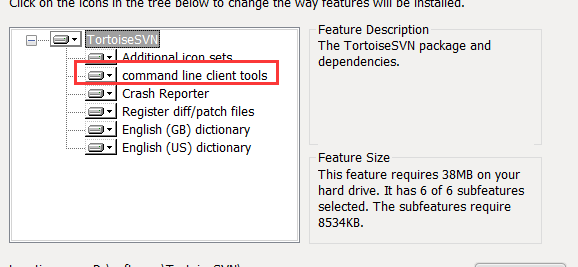 Click on the icons in the tree below to change the way features will be installed.
TortoiseSVN
Additional icon sets
command line client tools
Crash Reporter
Register diff/patch files
English (GB) dictionary
English (US) dictionary
Feature Description
The TortoiseSVN package and
dependencies.
Feature Size
This feature requires 38MB on your
hard drive. It has 6 of 6 subfeatures
selected. The subfeatures require
8534KB.